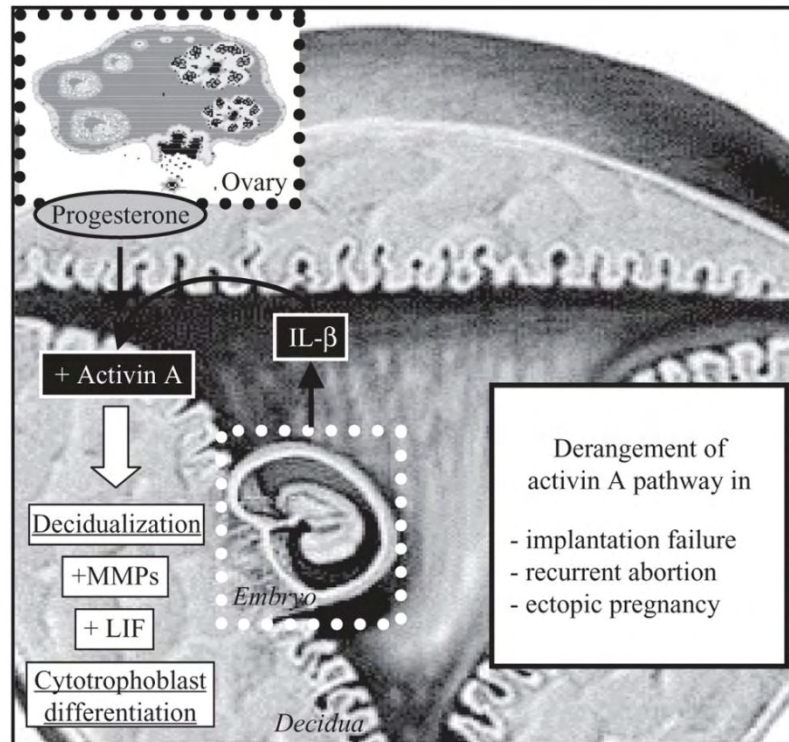 Ovary
Progesterone
IL-β
+ Activin A
Decidualization
+MMPs
+ LIF
Cytotrophoblast
differentiation
Embryo
Decidua
Derangement of
activin A pathway in
- implantation failure
- recurrent abortion
- ectopic pregnancy